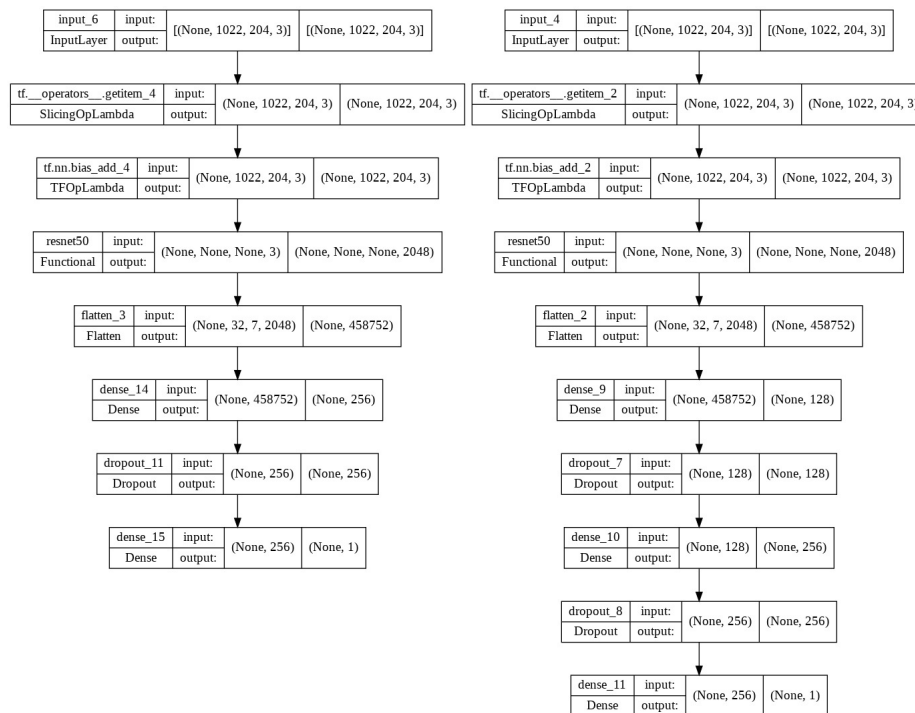 input_6 input: [(None, 1022, 204, 3)] [(None, 1022, 204, 3)]
InputLayer output:
tf.__operators__.getitem_4 input: (None, 1022, 204, 3) (None, 1022, 204, 3)
SlicingOpLambda output:
tf.nn.bias_add_4 input: (None, 1022, 204, 3) (None, 1022, 204, 3)
TFOpLambda output:
resnet50 input: (None, None, None, 3) (None, None, None, 2048)
Functional output:
flatten_3 input: (None, 32, 7, 2048) (None, 458752)
Flatten output:
dense_14 input: (None, 458752) (None, 256)
Dense output:
dropout_11 input: (None, 256) (None, 256)
Dropout output:
dense_15 input: (None, 256) (None, 1)
Dense output:
input_4 input: [(None, 1022, 204, 3)] [(None, 1022, 204, 3)]
InputLayer output:
tf.__operators__.getitem_2 input: (None, 1022, 204, 3) (None, 1022, 204, 3)
SlicingOpLambda output:
tf.nn.bias_add_2 input: (None, 1022, 204, 3) (None, 1022, 204, 3)
TFOpLambda output:
resnet50 input: (None, None, None, 3) (None, None, None, 2048)
Functional output:
flatten_2 input: (None, 32, 7, 2048) (None, 458752)
Flatten output:
dense_9 input: (None, 458752) (None, 128)
Dense output:
dropout_7 input: (None, 128) (None, 128)
Dropout output:
dense_10 input: (None, 128) (None, 256)
Dense output:
dropout_8 input: (None, 256) (None, 256)
Dropout output:
dense_11 input: (None, 256) (None, 1)
Dense output: